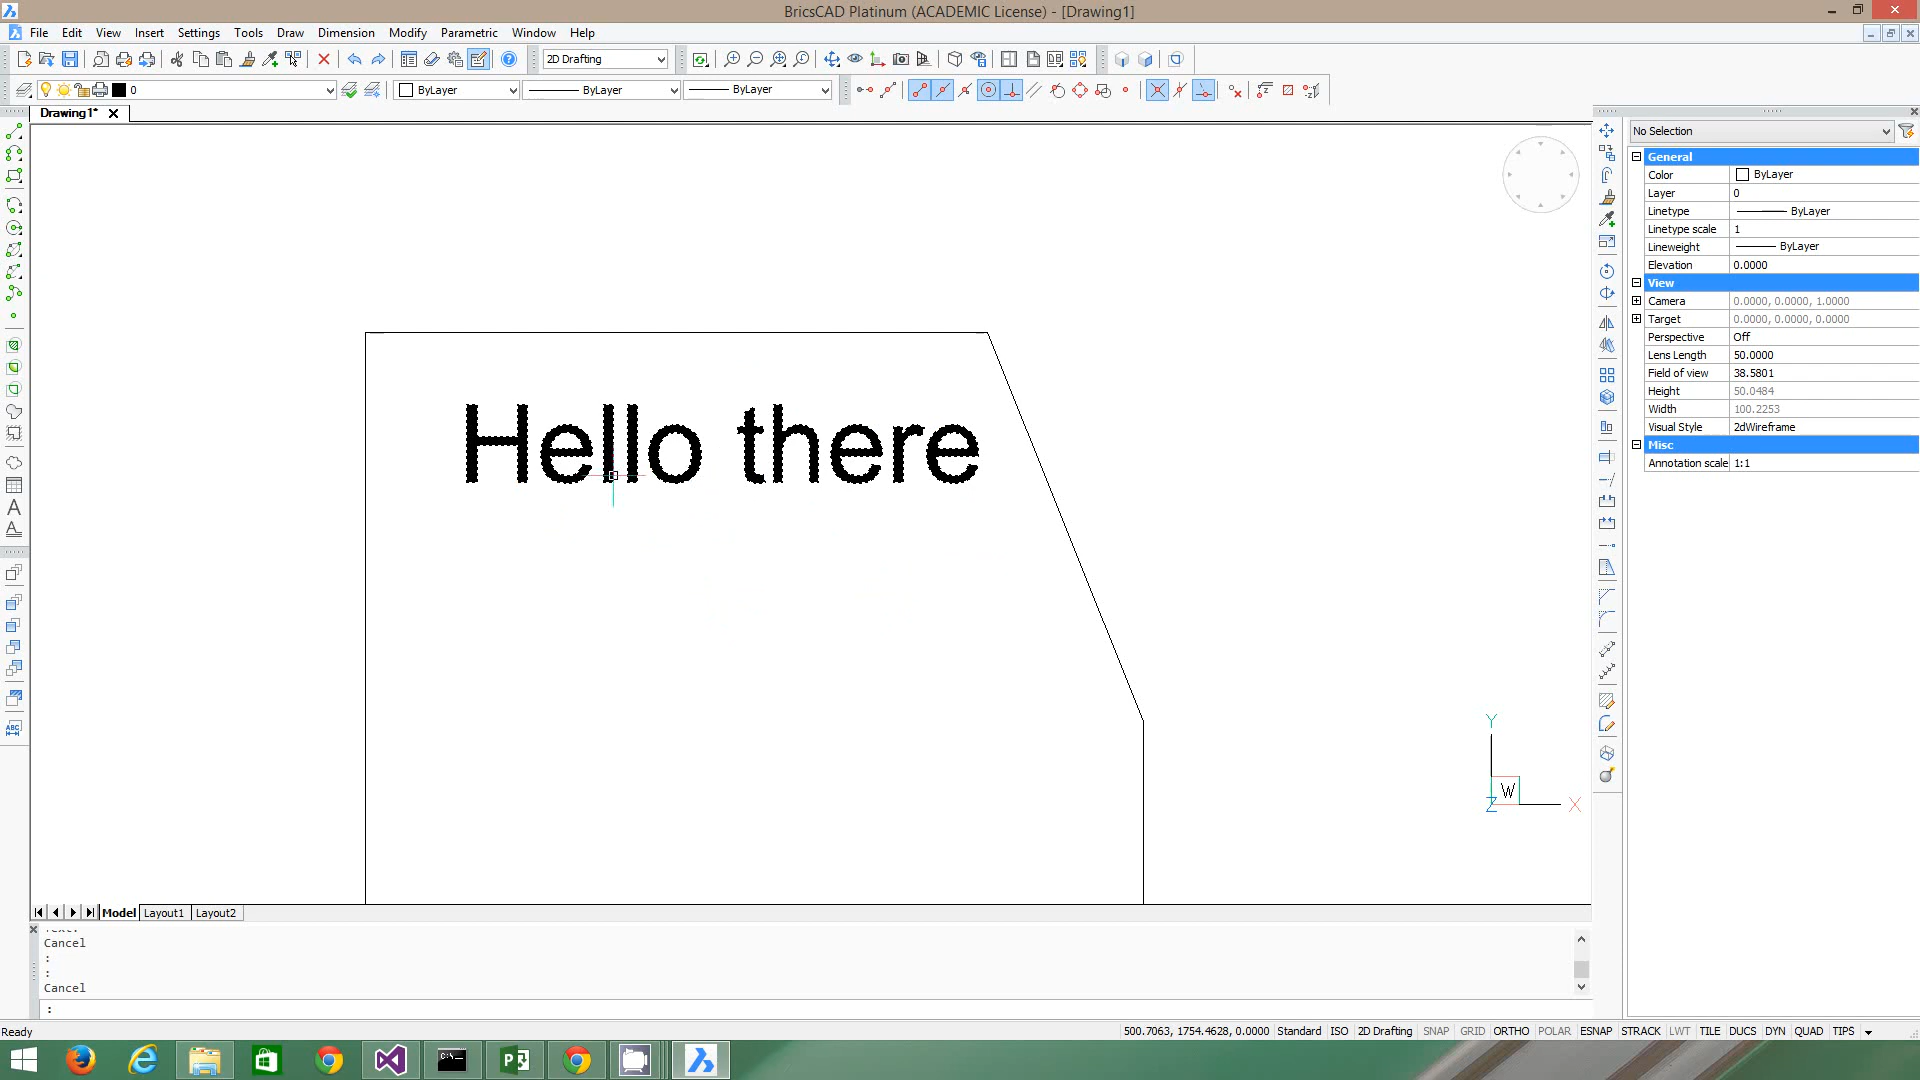 BricsCAD Platinum (ACADEMIC License) - [Drawing1]
File Edit View Insert Settings Tools Draw Dimension Modify Parametric Window Help
2D Drafting
0 ByLayer ByLayer ByLayer
Drawing1*
No Selection
General
Color ByLayer
Layer 0
Linetype ByLayer
Linetype scale 1
Lineweight ByLayer
Elevation 0.0000
View
Camera 0.0000, 0.0000, 1.0000
Target 0.0000, 0.0000, 0.0000
Perspective Off
Lens Length 50.0000
Field of view 38.5801
Height 50.0484
Width 100.2253
Visual Style 2dWireframe
Misc
Annotation scale 1:1
Hello there
Y
W
Z X
Model Layout1 Layout2
Cancel
:
:
Cancel
:
Ready
500.7063, 1754.4628, 0.0000 Standard ISO 2D Drafting SNAP GRID ORTHO POLAR ESNAP STRACK LWT TILE DUCS DYN QUAD TIPS